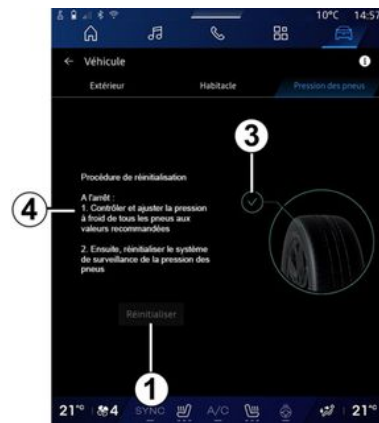 10°C 14:57
Véhicule
Extérieur Habitacle Pression des pneus
3
Procédure de réinitialisation
A l'arrêt :
1. Contrôler et ajuster la pression
à froid de tous les pneus aux
valeurs recommandées
4
2. Ensuite, réinitialiser le système
de surveillance de la pression des
pneus
Réinitialiser
1
21°C 4 SYNC A/C 21°C